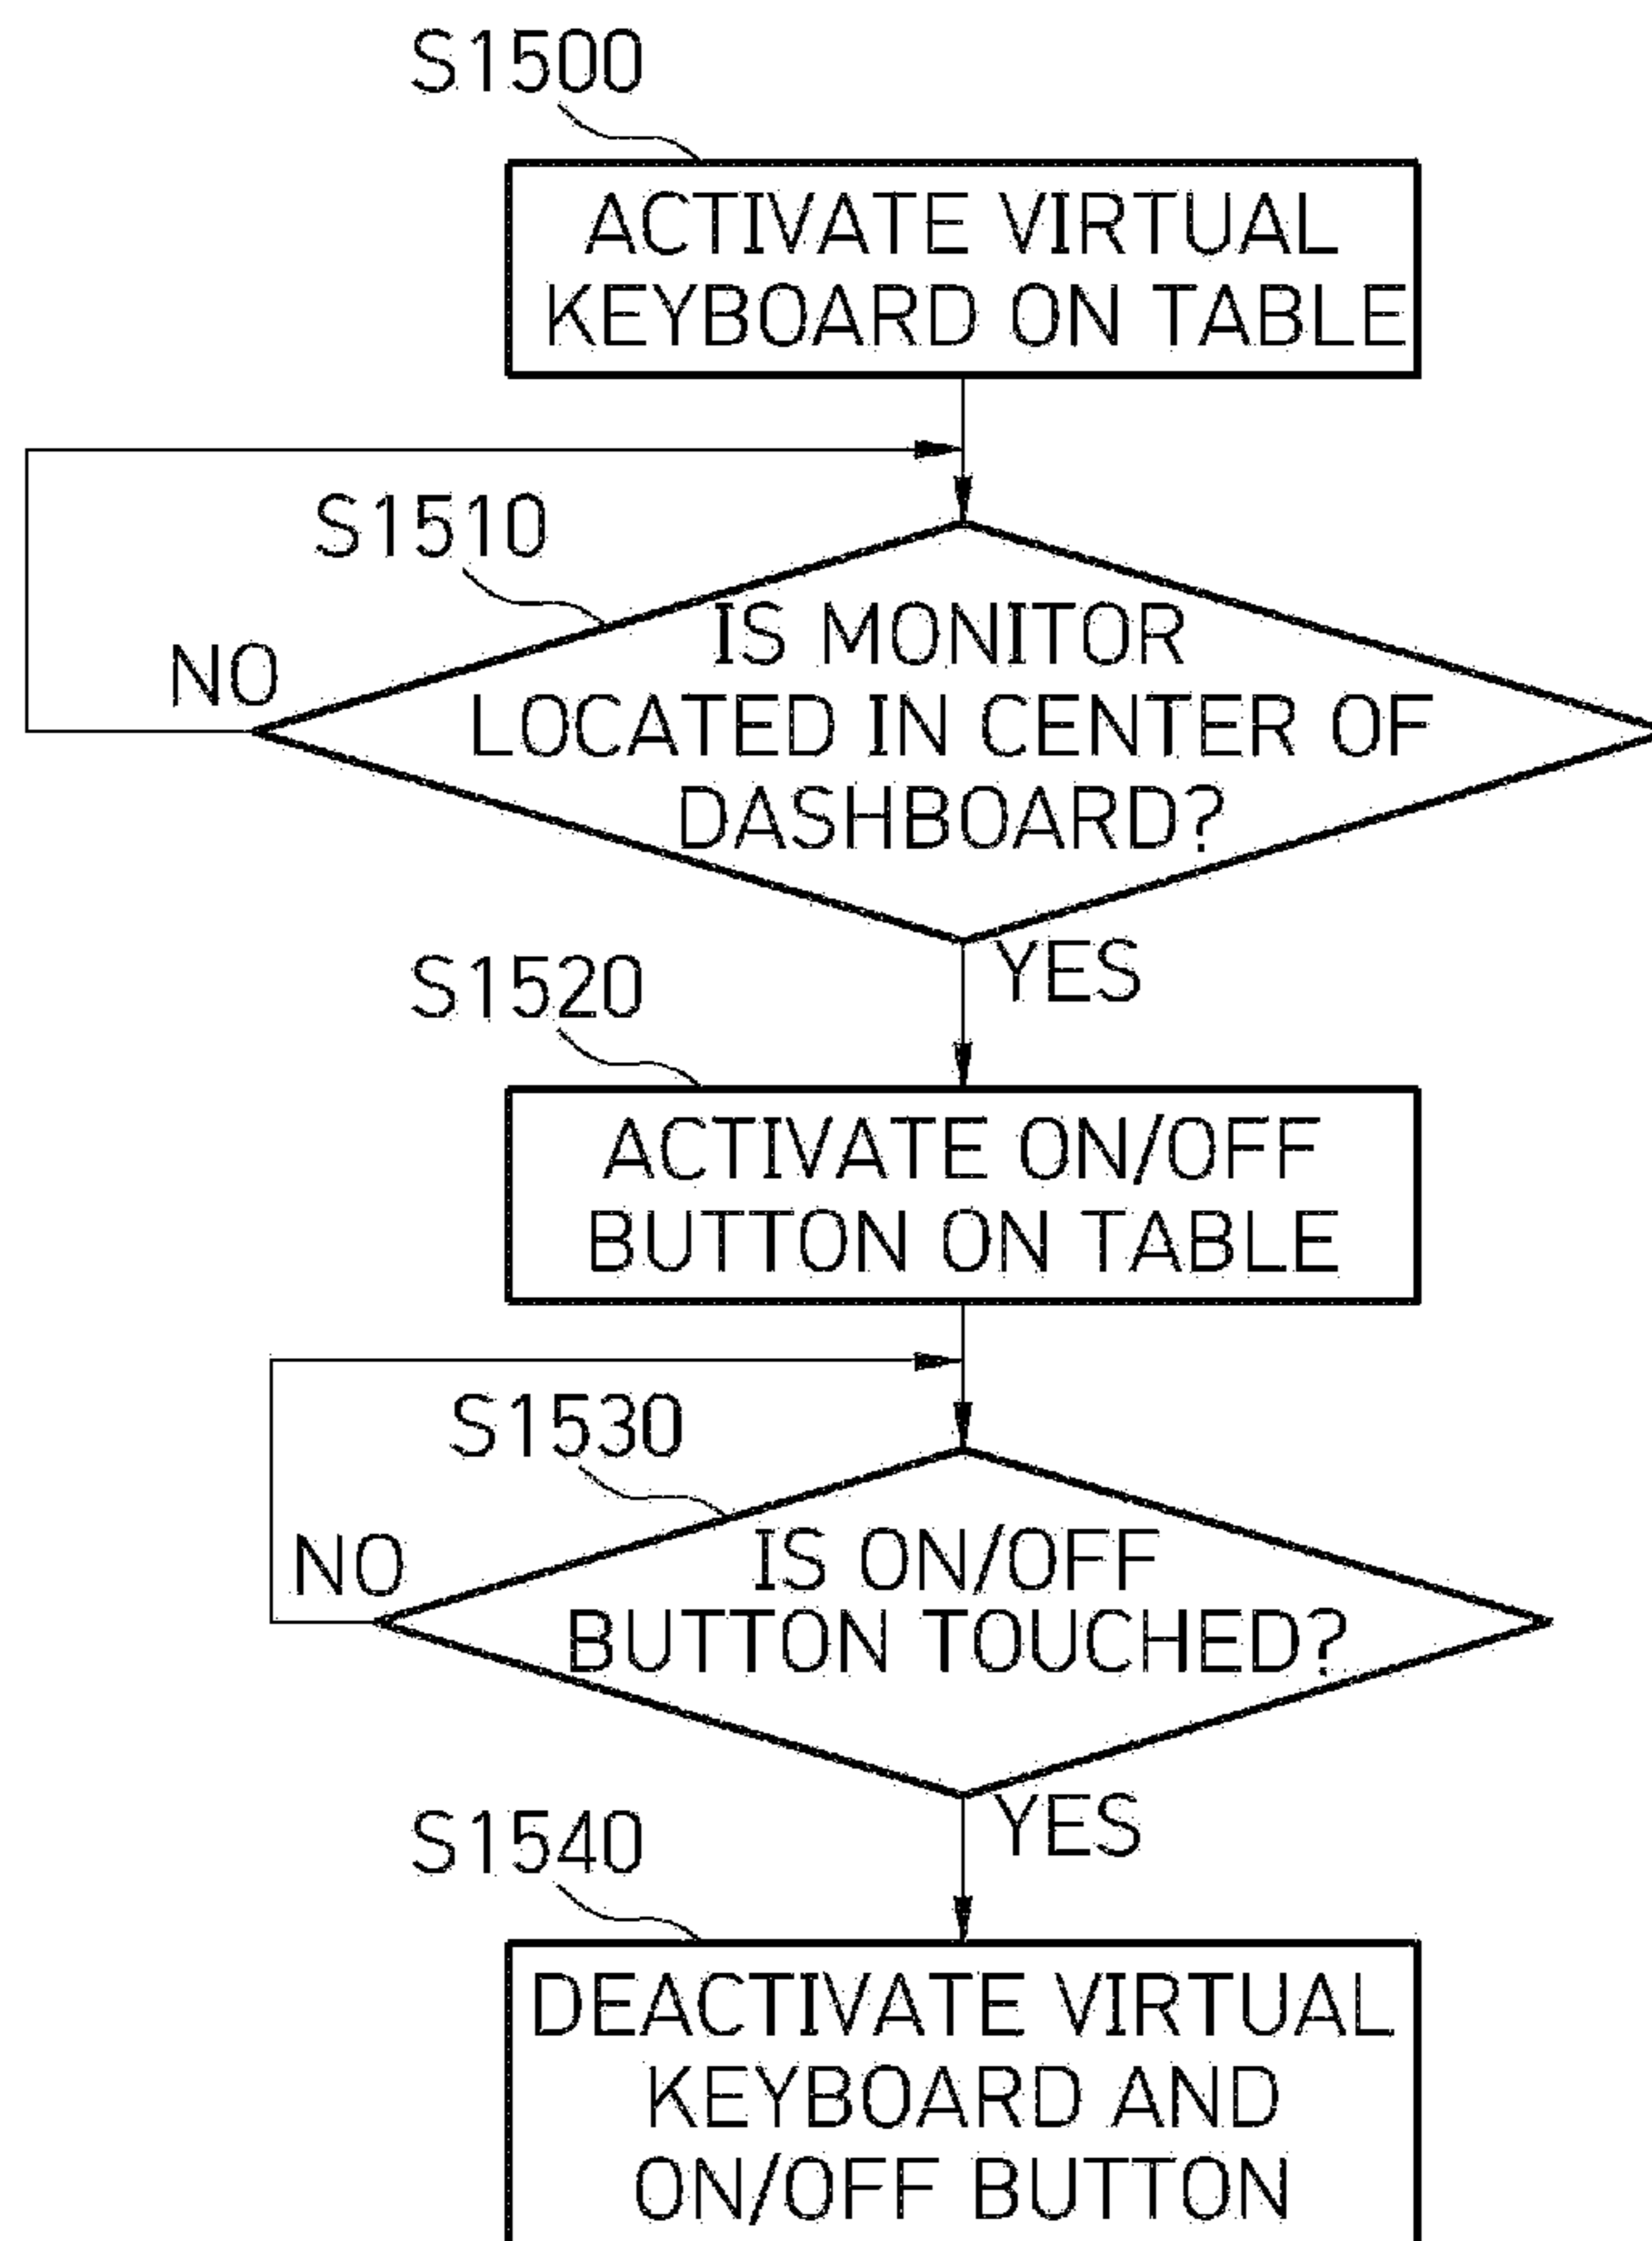 S1500
ACTIVATE VIRTUAL
KEYBOARD ON TABLE
S1510
NO
IS MONITOR
LOCATED IN CENTER OF
DASHBOARD?
YES
S1520
ACTIVATE ON/OFF
BUTTON ON TABLE
S1530
NO
IS ON/OFF
BUTTON TOUCHED?
YES
S1540
DEACTIVATE VIRTUAL
KEYBOARD AND
ON/OFF BUTTON